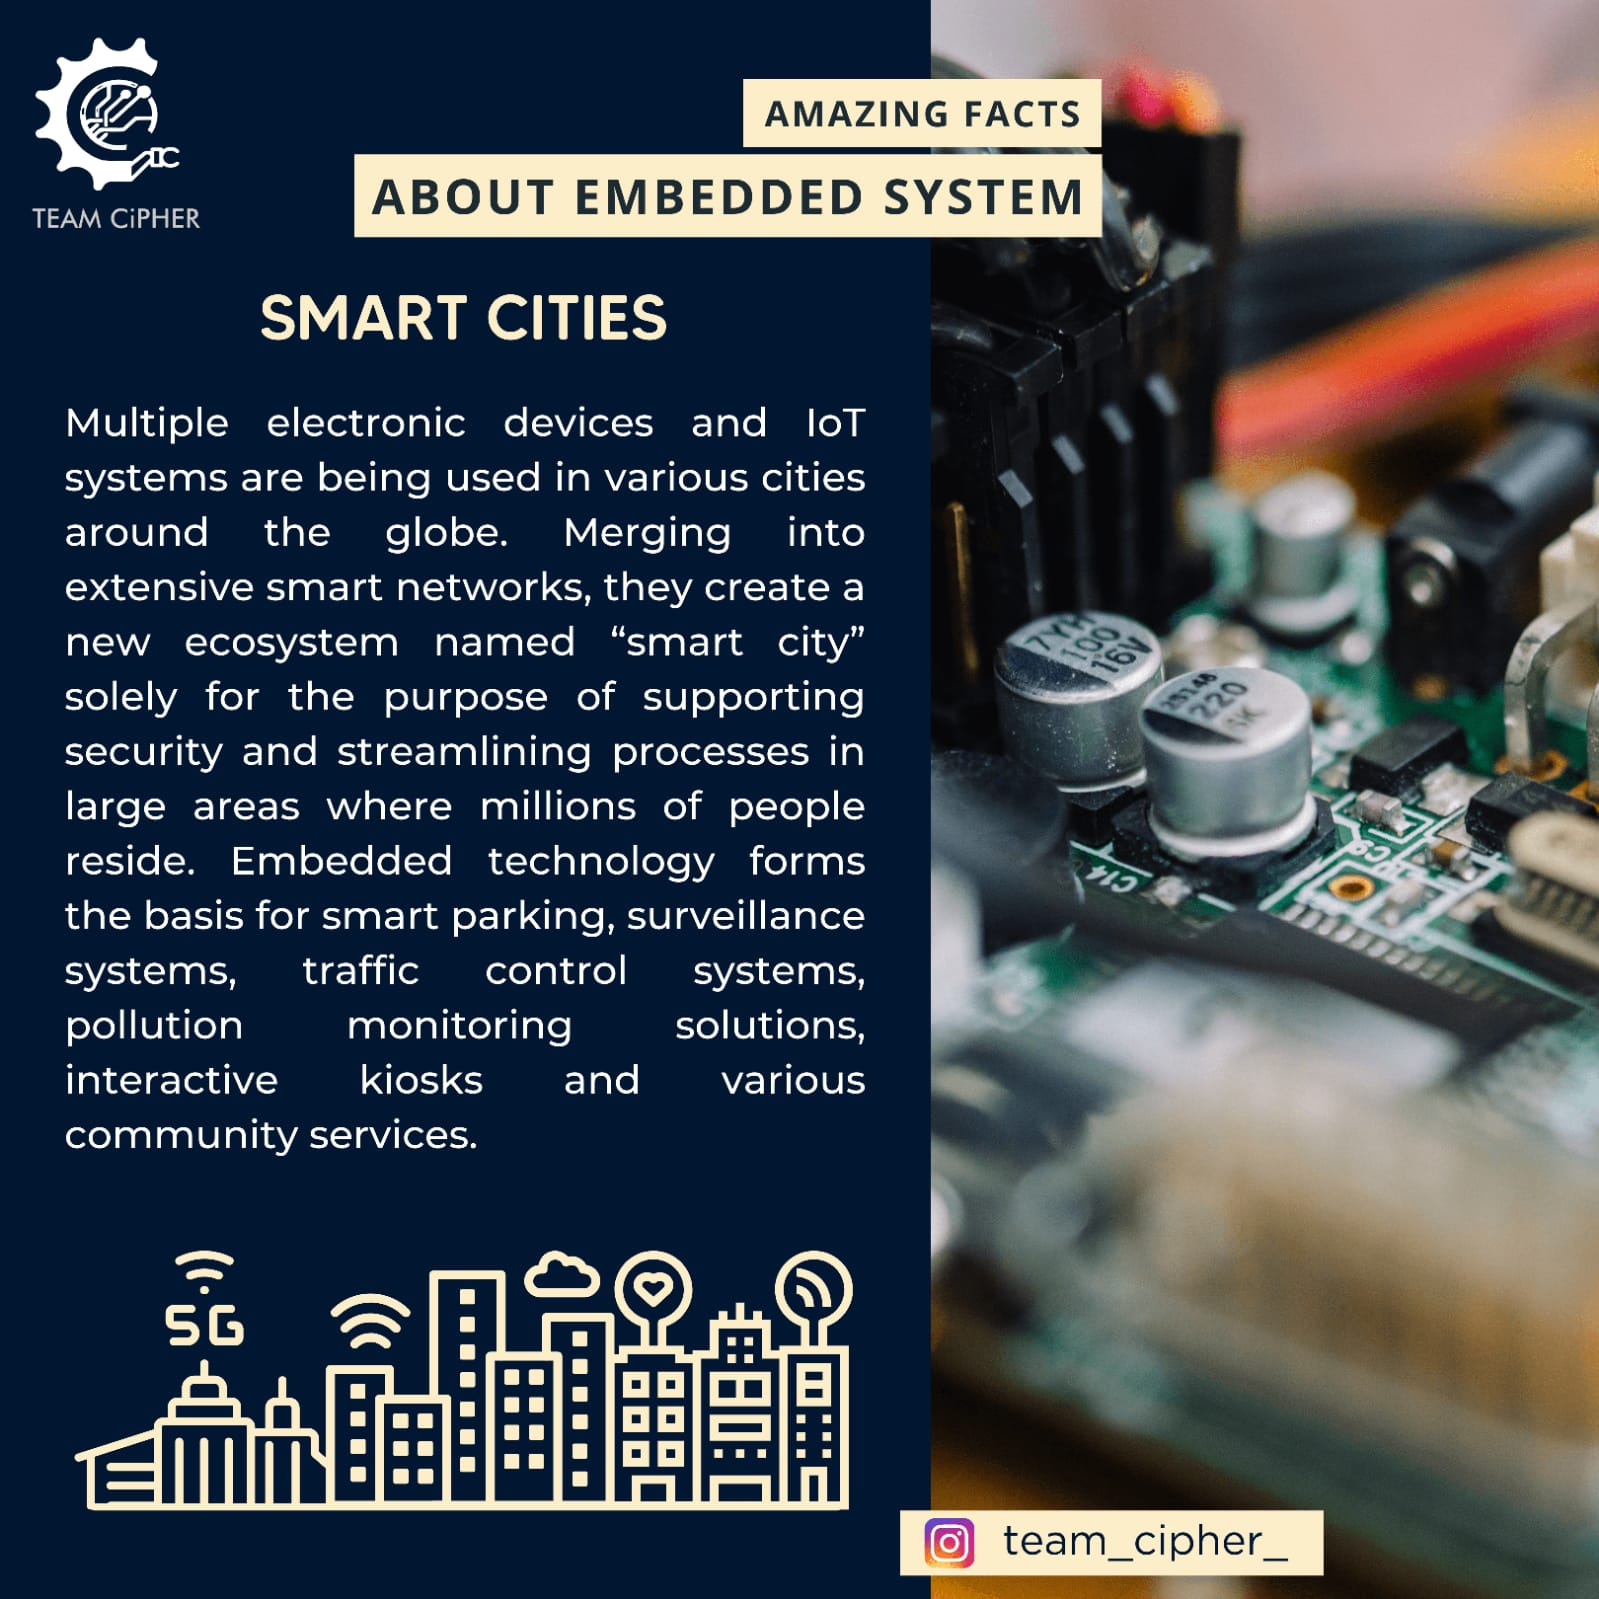 TEAM CiPHER
AMAZING FACTS
ABOUT EMBEDDED SYSTEM
SMART CITIES
Multiple electronic devices and IoT
systems are being used in various cities
around the globe. Merging into
extensive smart networks, they create a
new ecosystem named “smart city”
solely for the purpose of supporting
security and streamlining processes in
large areas where millions of people
reside. Embedded technology forms
the basis for smart parking, surveillance
systems, traffic control systems,
pollution monitoring solutions,
interactive kiosks and various
community services.
5G
7YH
100
16V
220
C14
team_cipher_